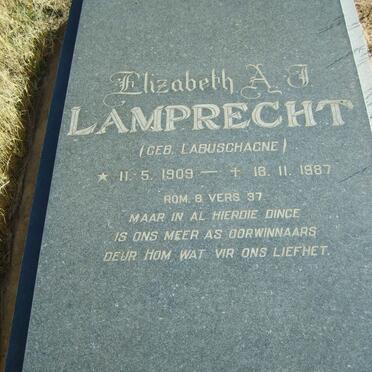 Elizabeth A J
LAMPRECHT
(GEB. LABUSCHAGNE)
★ 11. 5. 1909 — ✝ 18. 11. 1987
ROM. 8 VERS 37
MAAR IN AL HIERDIE DINGE
IS ONS MEER AS OORWINNAARS
DEUR HOM WAT VIR ONS LIEFHET.